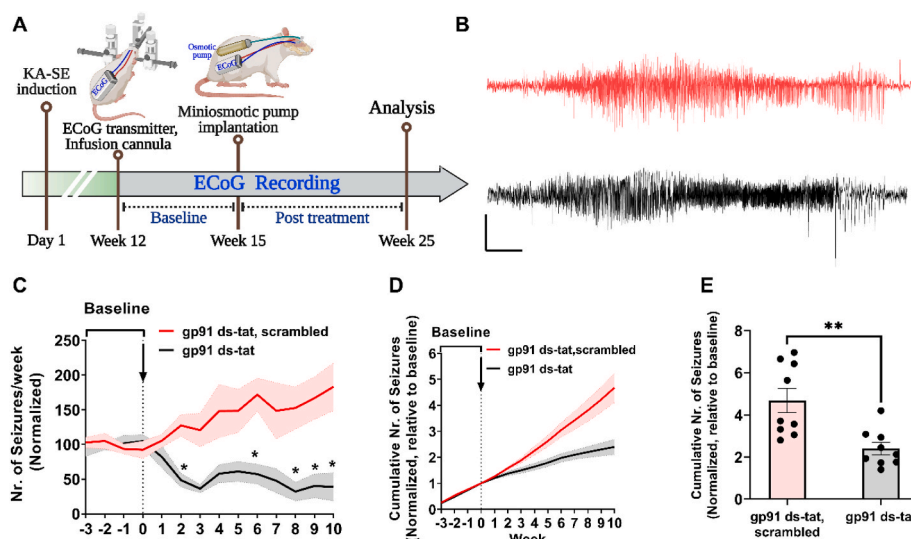 A
Osmotic
pump
ECoG
ECoG
KA-SE
induction
ECoG transmitter,
Infusion cannula
Miniosmotic pump
implantation
Analysis
ECoG Recording
Baseline
Post treatment
Day 1
Week 12
Week 15
Week 25
B
C
Baseline
gp91 ds-tat, scrambled
gp91 ds-tat
Nr. of Seizures/week
(Normalized)
250
200
150
100
50
0
* * * * *
-3 -2 -1 0 1 2 3 4 5 6 7 8 9 10
D
Baseline
gp91 ds-tat,scrambled
gp91 ds-tat
Cumulative Nr. of Seizures
(Normalized, relative to baseline)
6
5
4
3
2
1
0
-3 -2 -1 0 1 2 3 4 5 6 7 8 9 10
E
**
Cumulative Nr. of Seizures
(Normalized, relative to baseline)
8
6
4
2
0
gp91 ds-tat,
scrambled
gp91 ds-ta